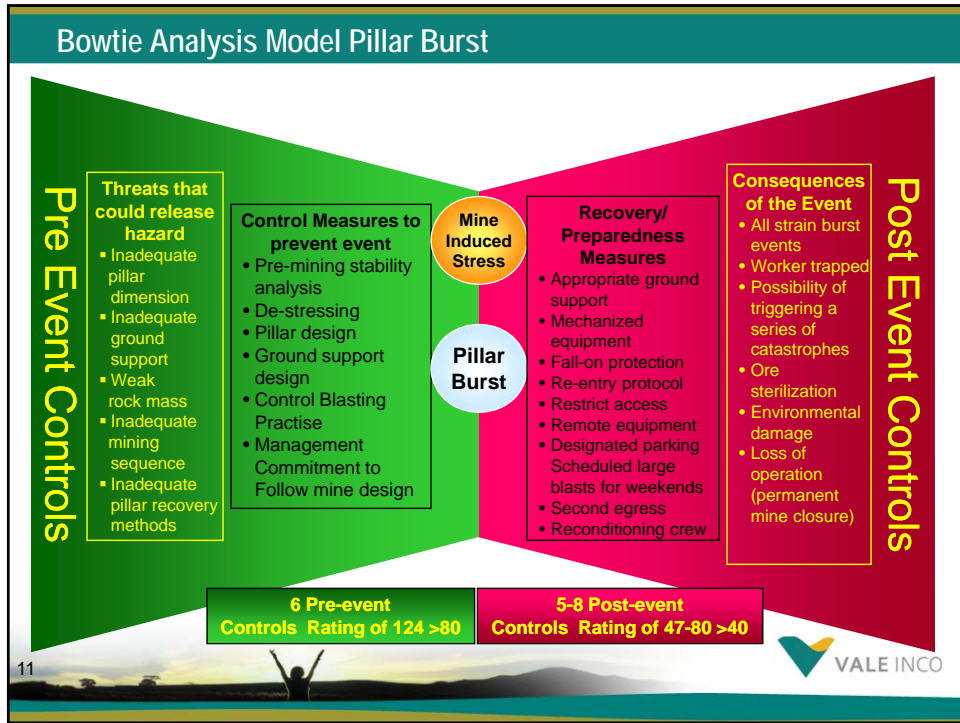 Bowtie Analysis Model Pillar Burst
Pre Event Controls
Threats that
could release
hazard
▪ Inadequate
pillar
dimension
▪ Inadequate
ground
support
▪ Weak
rock mass
▪ Inadequate
mining
sequence
▪ Inadequate
pillar recovery
methods
Control Measures to
prevent event
• Pre-mining stability
analysis
• De-stressing
• Pillar design
• Ground support
design
• Control Blasting
Practise
• Management
Commitment to
Follow mine design
Mine
Induced
Stress
Pillar
Burst
Recovery/
Preparedness
Measures
• Appropriate ground
support
• Mechanized
equipment
• Fall-on protection
• Re-entry protocol
• Restrict access
• Remote equipment
• Designated parking
Scheduled large
blasts for weekends
• Second egress
• Reconditioning crew
Consequences
of the Event
• All strain burst
events
• Worker trapped
• Possibility of
triggering a
series of
catastrophes
• Ore
sterilization
• Environmental
damage
• Loss of
operation
(permanent
mine closure)
Post Event Controls
6 Pre-event
Controls Rating of 124 >80
5-8 Post-event
Controls Rating of 47-80 >40
11
VALE INCO